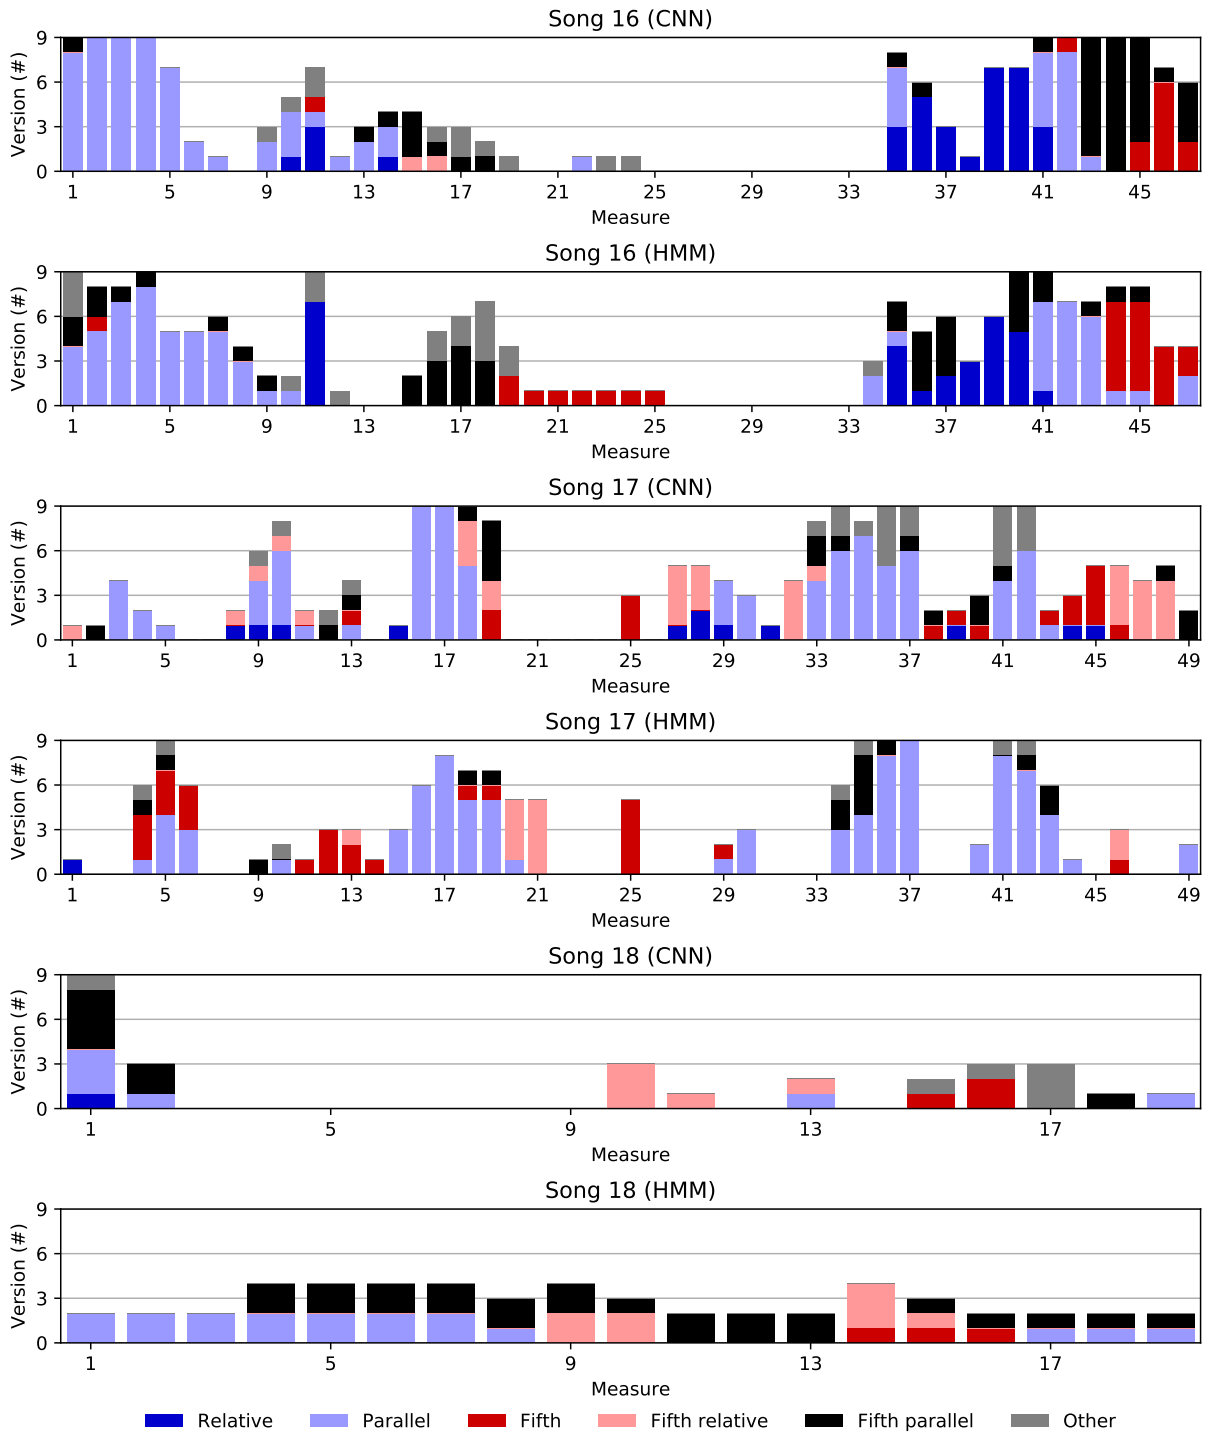 Song 16 (CNN)
Version (#)
9
6
3
0
1 5 9 13 17 21 25 29 33 37 41 45
Measure
Song 16 (HMM)
Version (#)
9
6
3
0
1 5 9 13 17 21 25 29 33 37 41 45
Measure
Song 17 (CNN)
Version (#)
9
6
3
0
1 5 9 13 17 21 25 29 33 37 41 45 49
Measure
Song 17 (HMM)
Version (#)
9
6
3
0
1 5 9 13 17 21 25 29 33 37 41 45 49
Measure
Song 18 (CNN)
Version (#)
9
6
3
0
1 5 9 13 17
Measure
Song 18 (HMM)
Version (#)
9
6
3
0
1 5 9 13 17
Measure
Relative Parallel Fifth Fifth relative Fifth parallel Other